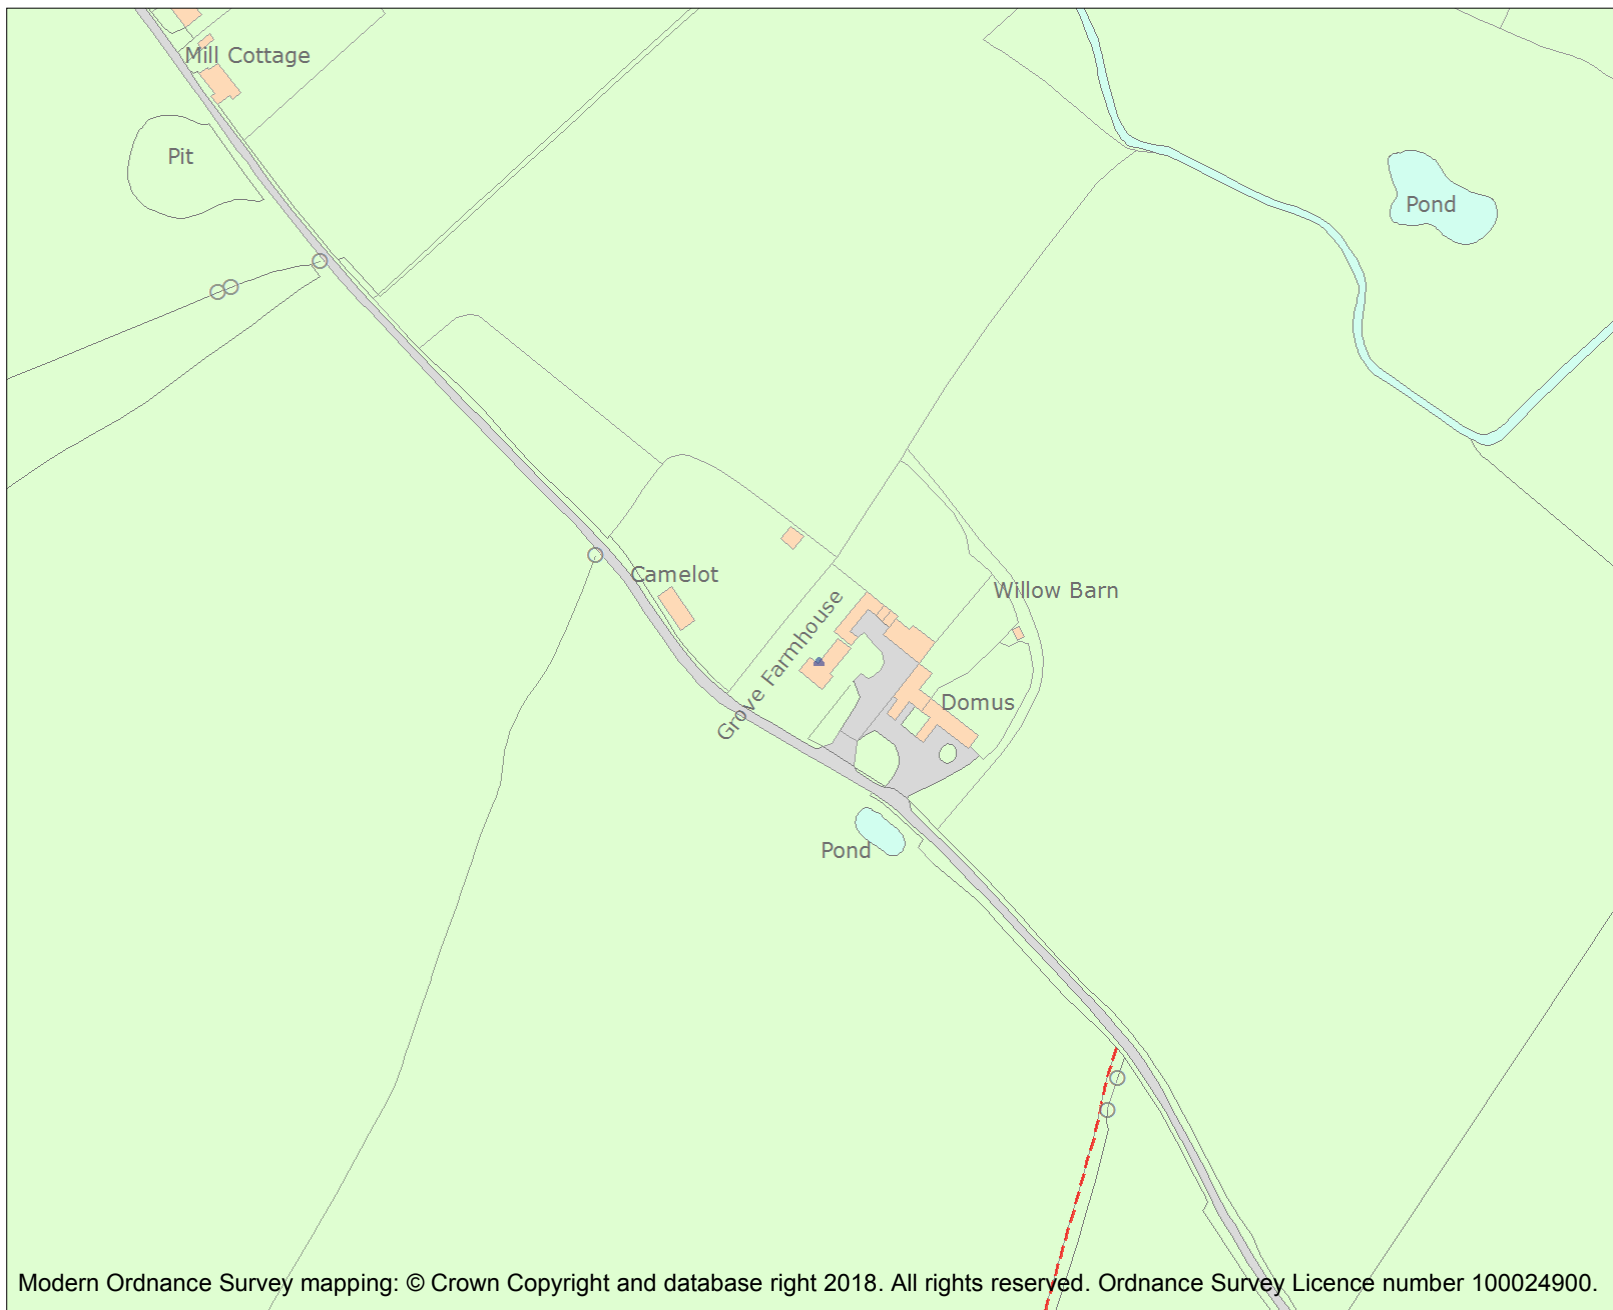 Mill Cottage
Pit
Pond
Camelot
Willow Barn
Grove Farmhouse
Domus
Pond
Modern Ordnance Survey mapping: © Crown Copyright and database right 2018. All rights reserved. Ordnance Survey Licence number 100024900.